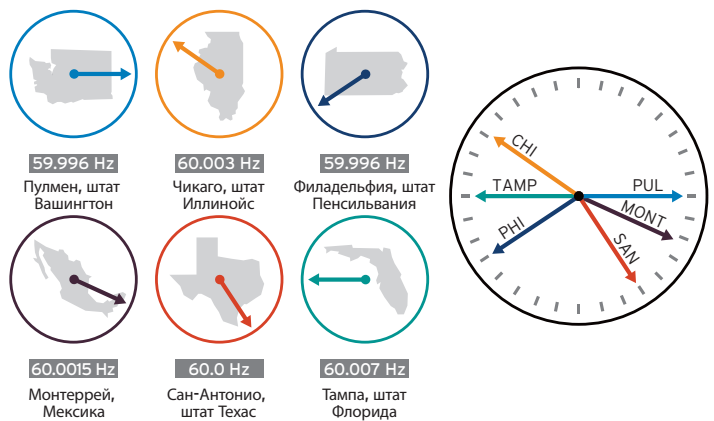 59.996 Hz
Пулмен, штат
Вашингтон
60.003 Hz
Чикаго, штат
Иллинойс
59.996 Hz
Филадельфия, штат
Пенсильвания
60.0015 Hz
Монтеррей,
Мексика
60.0 Hz
Сан-Антонио,
штат Техас
60.007 Hz
Тампа, штат
Флорида
CHI
TAMP
PUL
MONT
PHI
SAN